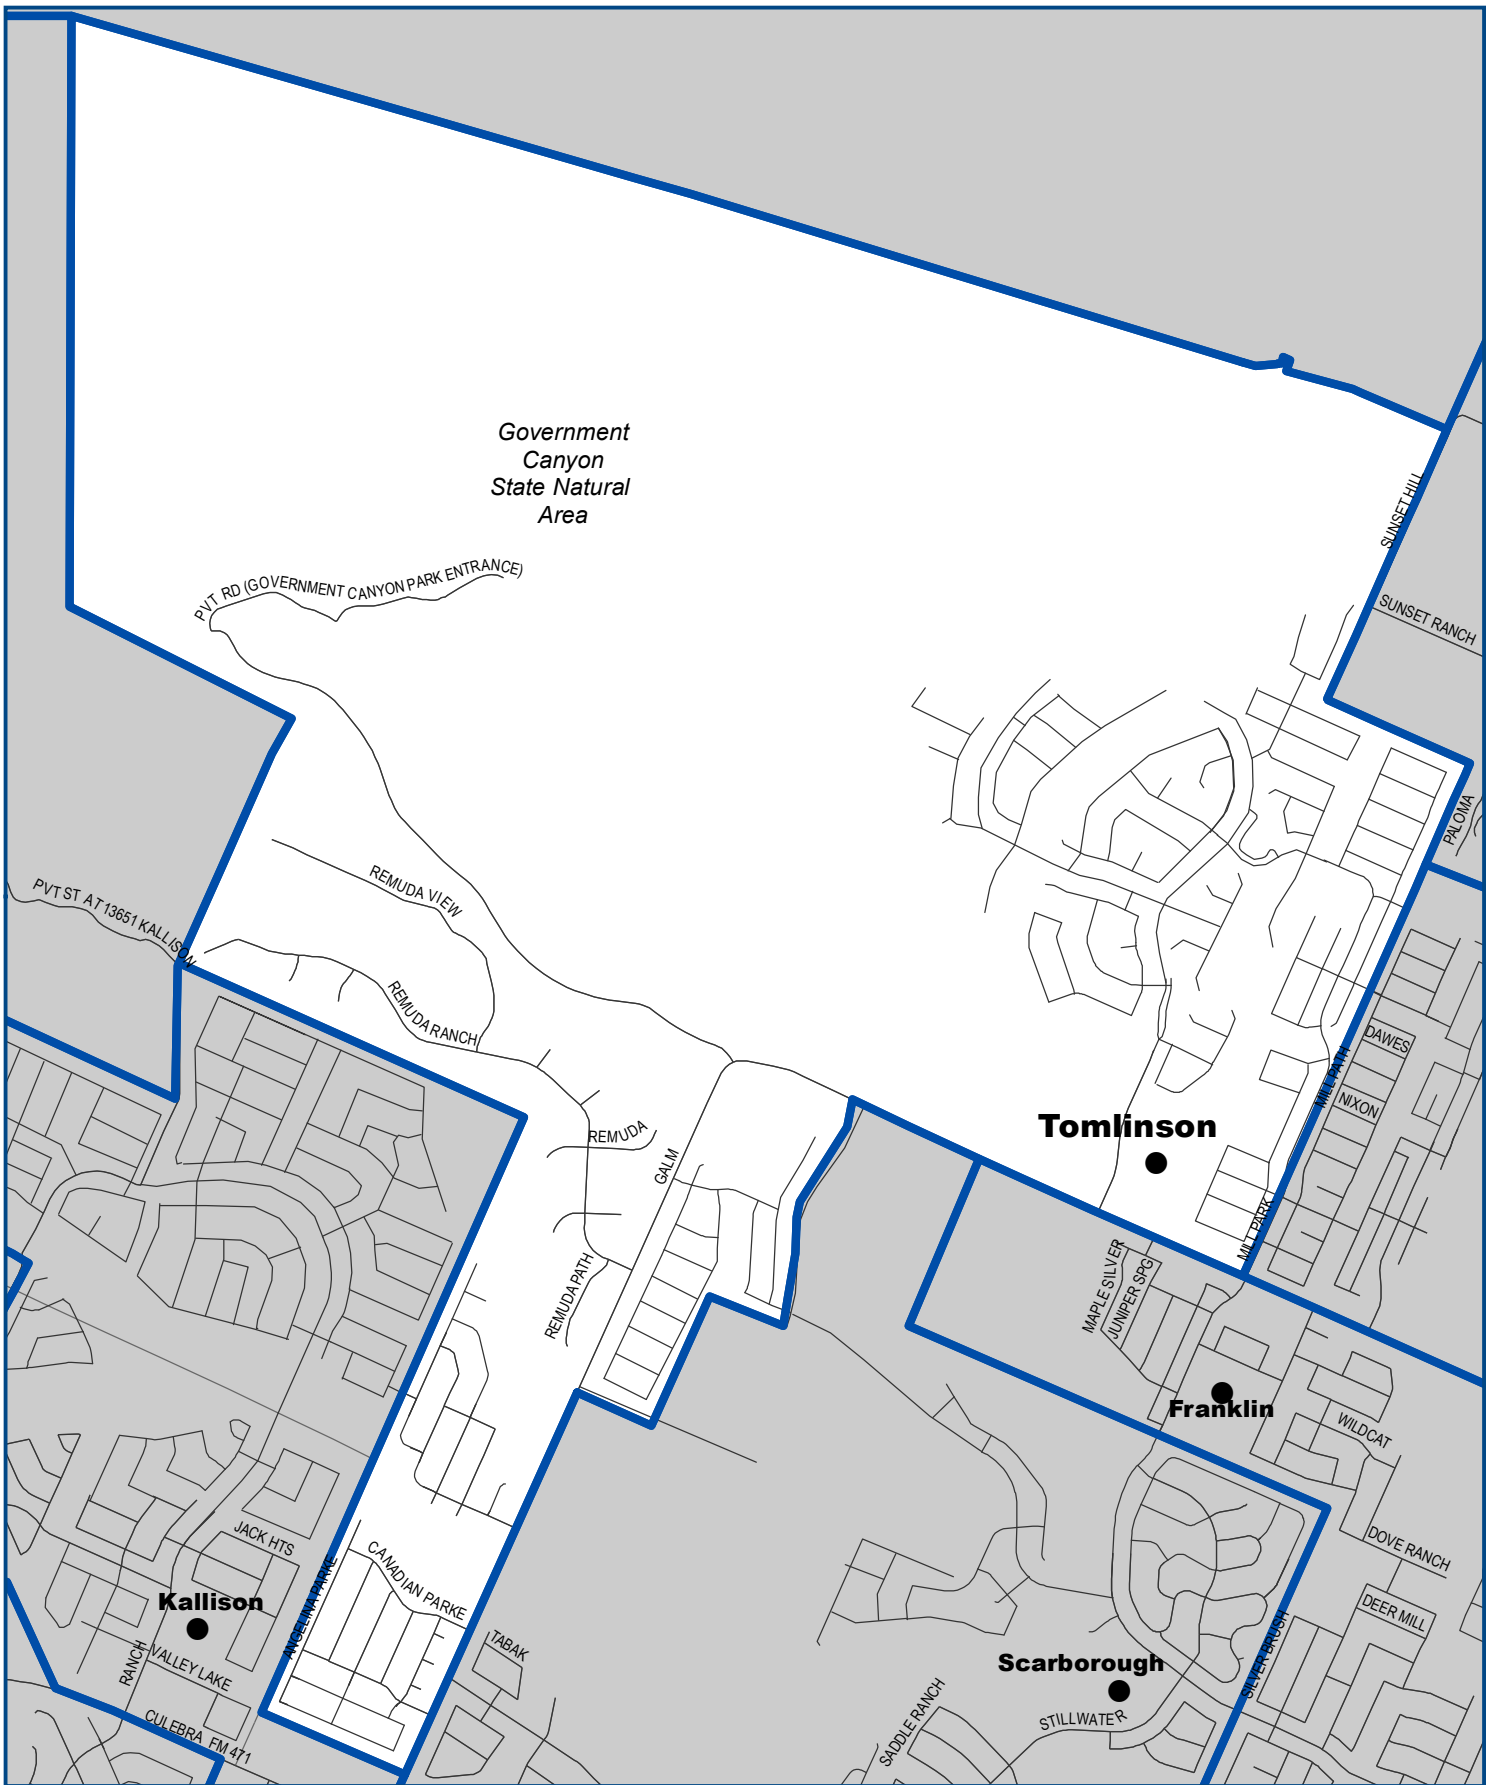 Government
Canyon
State Natural
Area
SUNSET HILL
PVT RD (GOVERNMENT CANYON PARK ENTRANCE)
SUNSET RANCH
PALOMA
REMUDA VIEW
PVT ST AT 13651 KALLISON
REMUDA RANCH
DAWES
MILL PATH
NIXON
Tomlinson
REMUDA
GALM
MILL PARK
MAPLE SILVER
JUNIPER SPG
REMUDA PATH
Franklin
WILDCAT
JACK HTS
CANADIAN PARKE
DOVE RANCH
ANGELINA PARKE
Kallison
DEER MILL
TABAK
RANCH
VALLEY LAKE
Scarborough
SILVER BRUSH
SADDLE RANCH
STILLWATER
CULEBRA FM 471